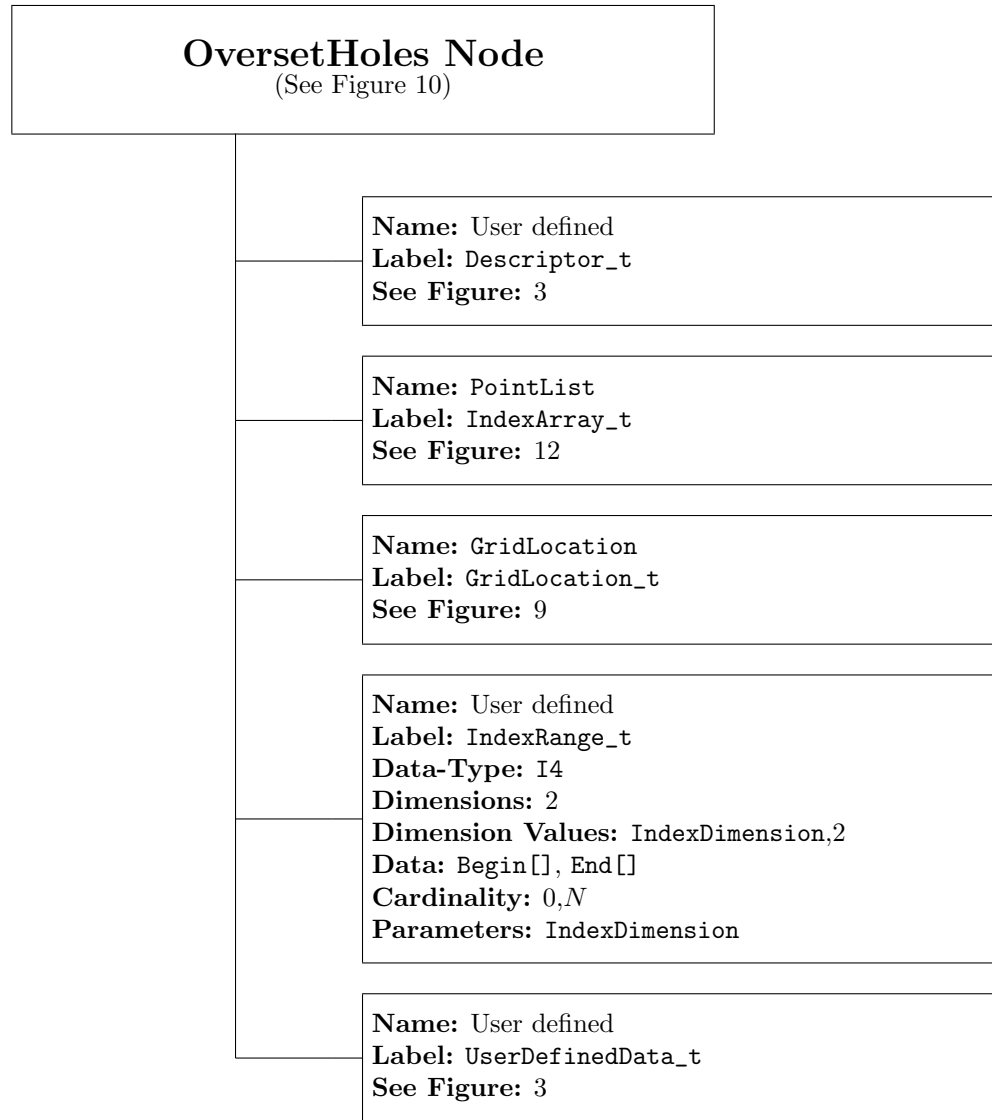 OversetHoles Node
(See Figure 10)
Name: User defined
Label: Descriptor_t
See Figure: 3
Name: PointList
Label: IndexArray_t
See Figure: 12
Name: GridLocation
Label: GridLocation_t
See Figure: 9
Name: User defined
Label: IndexRange_t
Data-Type: I4
Dimensions: 2
Dimension Values: IndexDimension,2
Data: Begin[], End[]
Cardinality: 0,N
Parameters: IndexDimension
Name: User defined
Label: UserDefinedData_t
See Figure: 3